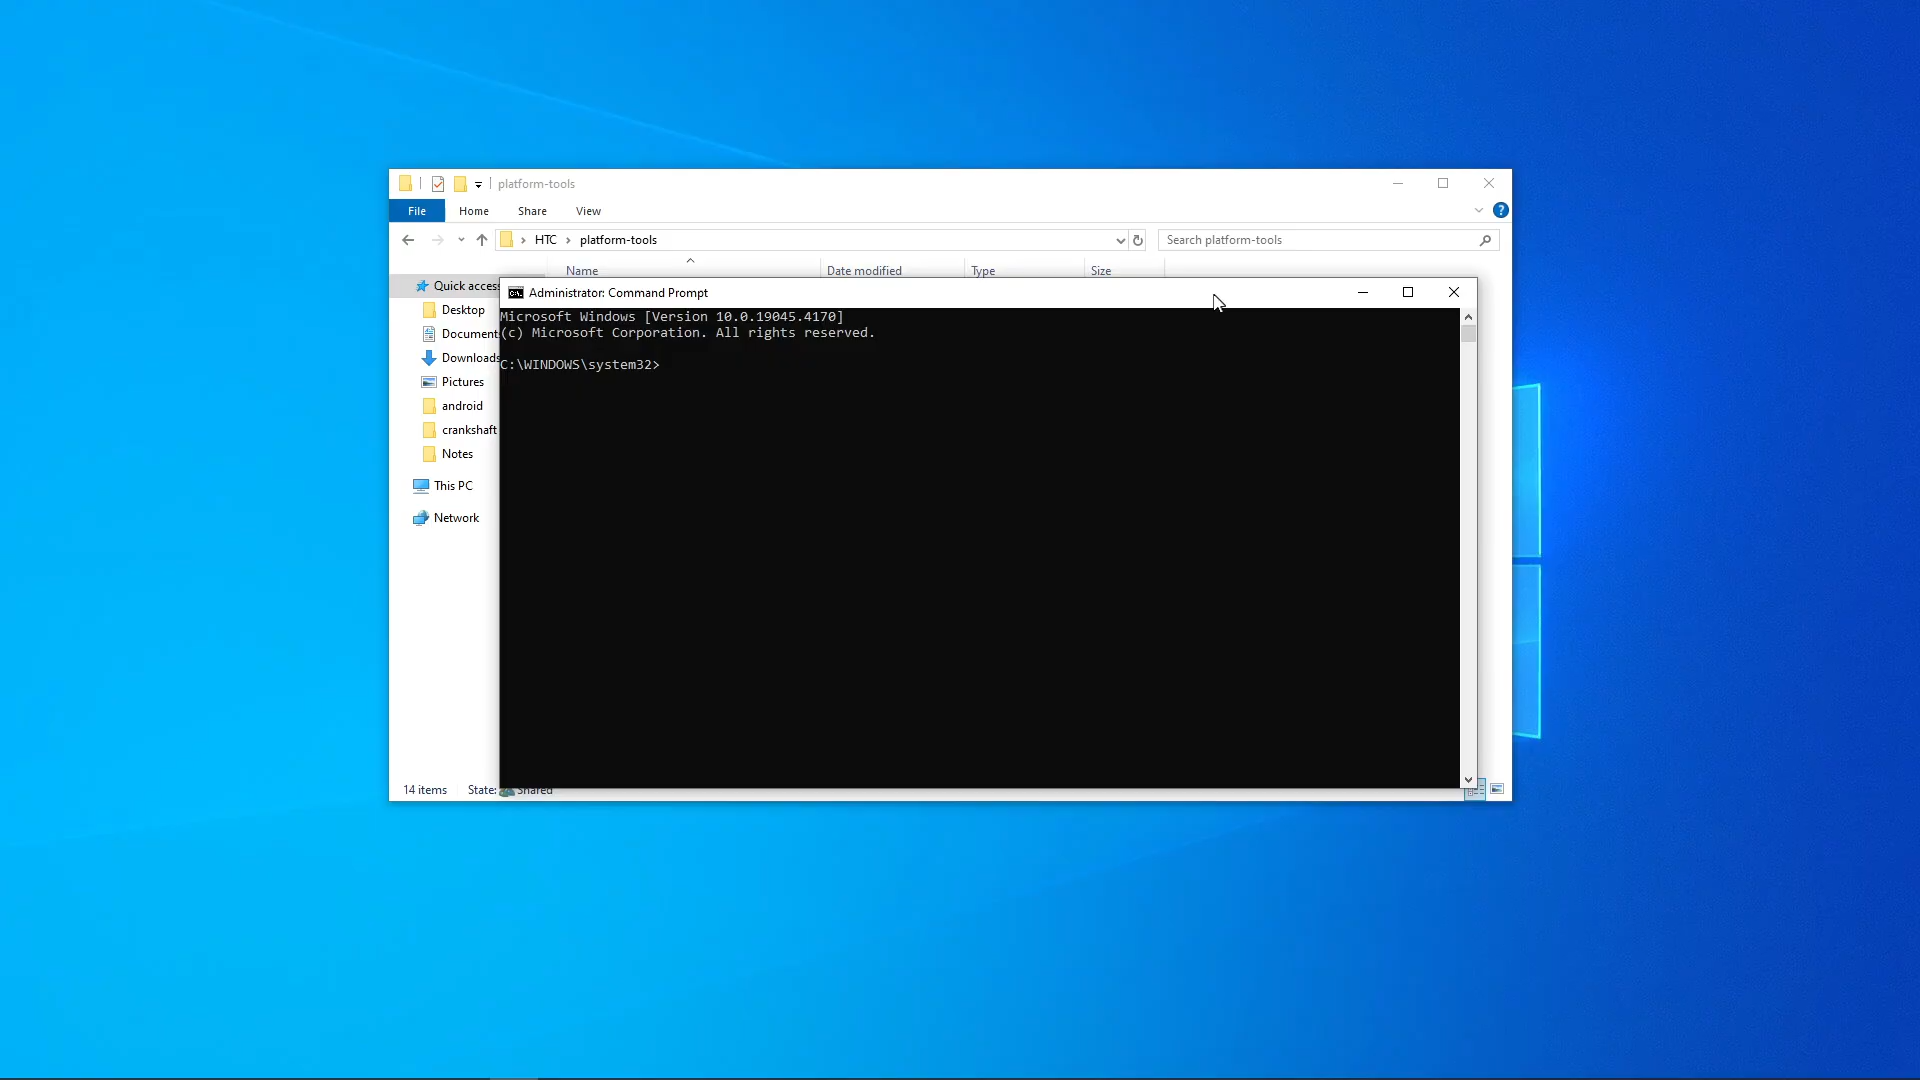 platform-tools
File Home Share View
HTC > platform-tools
Search platform-tools
Name Date modified Type Size
Quick access
Administrator: Command Prompt
Desktop
Microsoft Windows [Version 10.0.19045.4170]
Documents
(c) Microsoft Corporation. All rights reserved.
Downloads
C:\WINDOWS\system32>
Pictures
android
crankshaft
Notes
This PC
Network
14 items State: Shared